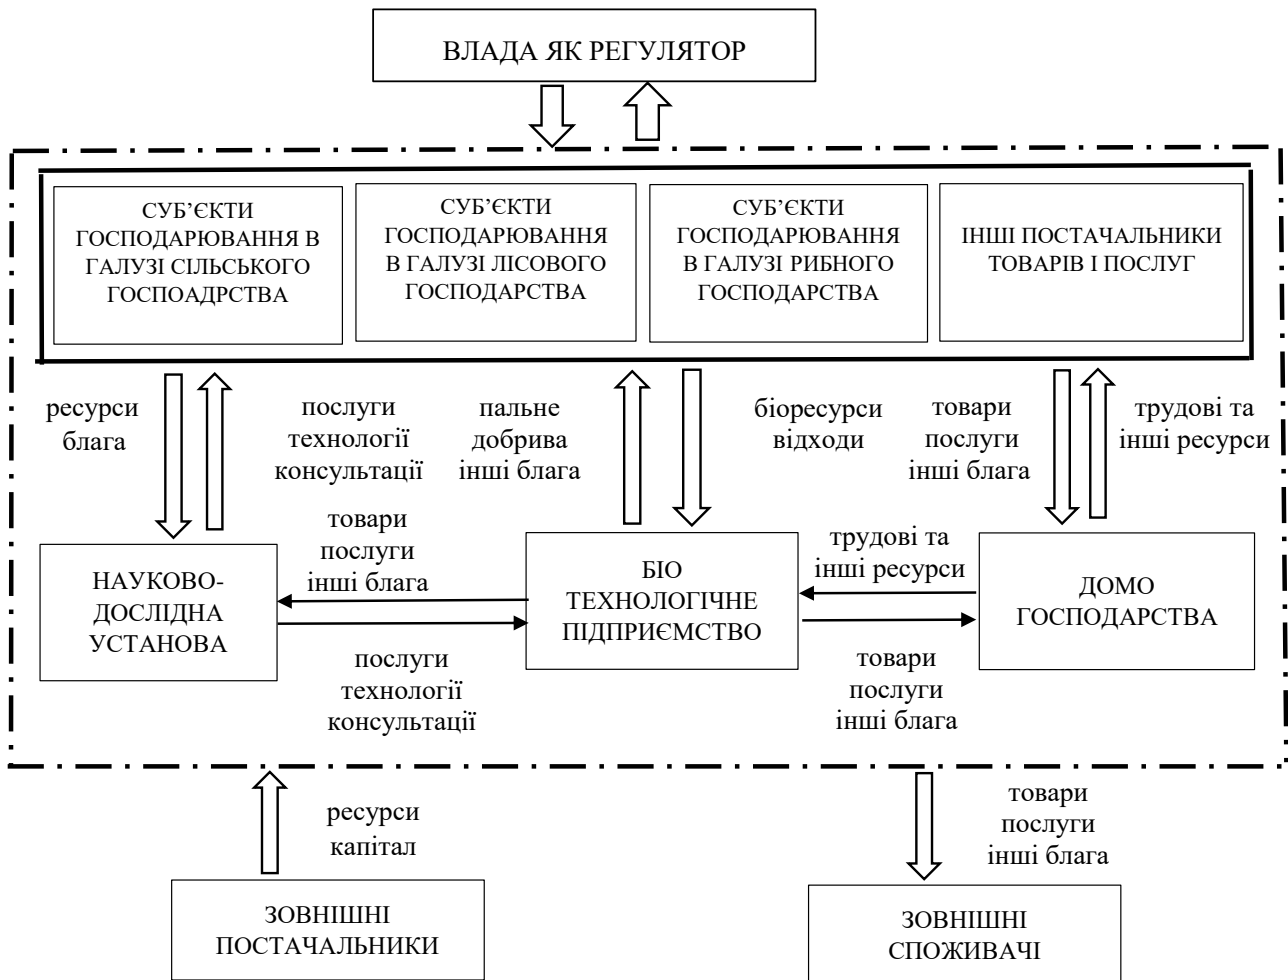 ВЛАДА ЯК РЕГУЛЯТОР
СУБ’ЄКТИ
ГОСПОДАРЮВАННЯ В
ГАЛУЗІ СІЛЬСЬКОГО
ГОСПОАДРСТВА
СУБ’ЄКТИ
ГОСПОДАРЮВАННЯ
В ГАЛУЗІ ЛІСОВОГО
ГОСПОДАРСТВА
СУБ’ЄКТИ
ГОСПОДАРЮВАННЯ
В ГАЛУЗІ РИБНОГО
ГОСПОДАРСТВА
ІНШІ ПОСТАЧАЛЬНИКИ
ТОВАРІВ І ПОСЛУГ
ресурси
блага
послуги
технології
консультації
пальне
добрива
інші блага
біоресурси
відходи
товари
послуги
інші блага
трудові та
інші ресурси
НАУКОВО-
ДОСЛІДНА
УСТАНОВА
товари
послуги
інші блага
послуги
технології
консультації
БІО
ТЕХНОЛОГІЧНЕ
ПІДПРИЄМСТВО
трудові та
інші ресурси
товари
послуги
інші блага
ДОМО
ГОСПОДАРСТВА
ресурси
капітал
товари
послуги
інші блага
ЗОВНІШНІ
ПОСТАЧАЛЬНИКИ
ЗОВНІШНІ
СПОЖИВАЧІ